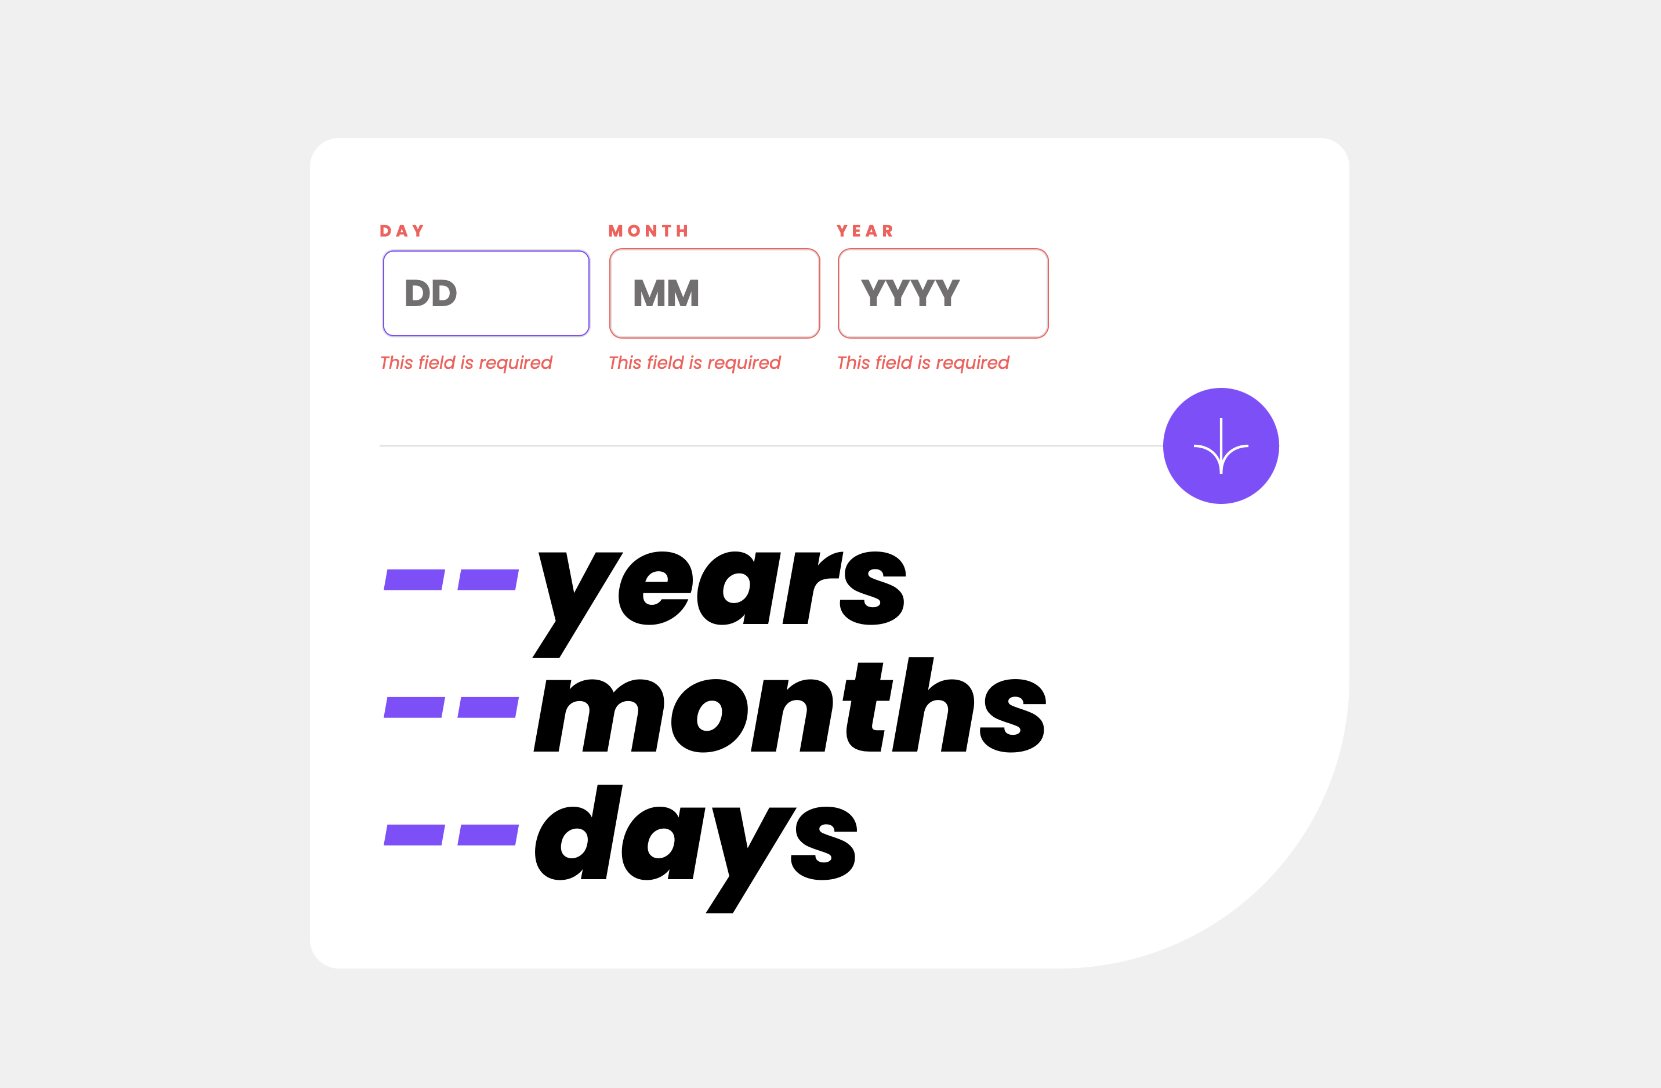 DAY MONTH YEAR
DD MM YYYY
This field is required This field is required This field is required
-- years
-- months
-- days